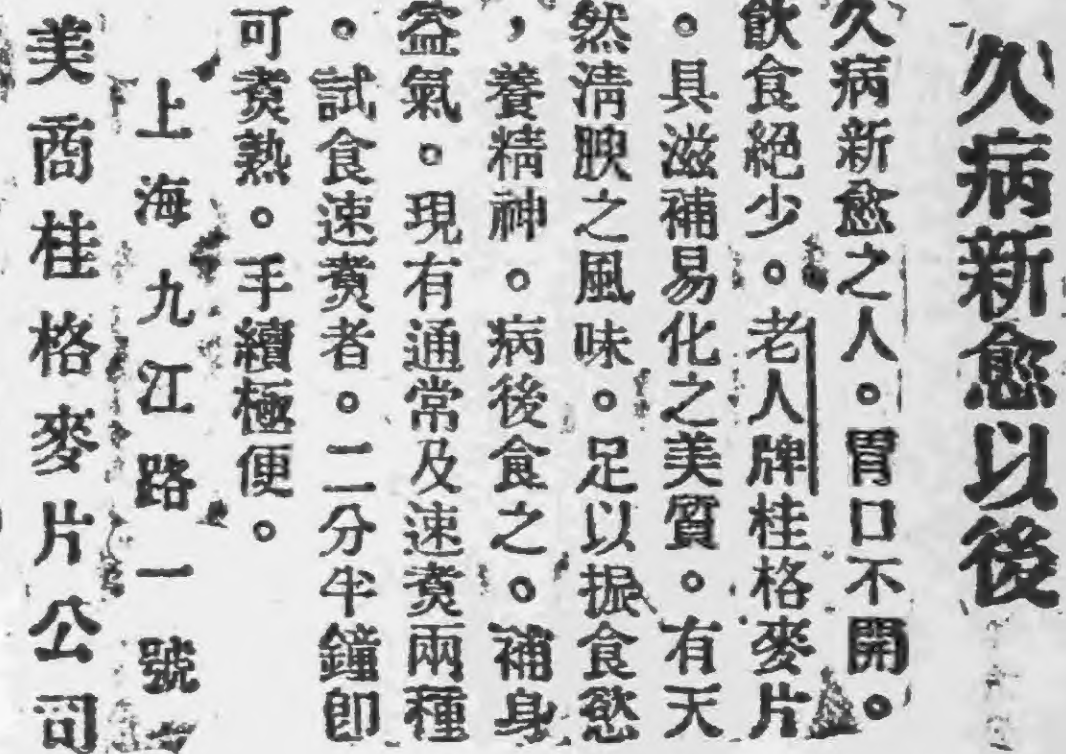 久病新愈以後
久病新愈之人。胃口不開。
飲食絕少。老人牌桂格麥片
。具滋補易化之美質。有天
然淸腴之風味。足以振食慾
，養精神。病後食之。補身
益氣。現有通常及速煑兩種
。試食速煑者。二分半鐘卽
可煑熟。手續極便。
上海九江路一號
美商桂格麥片公司